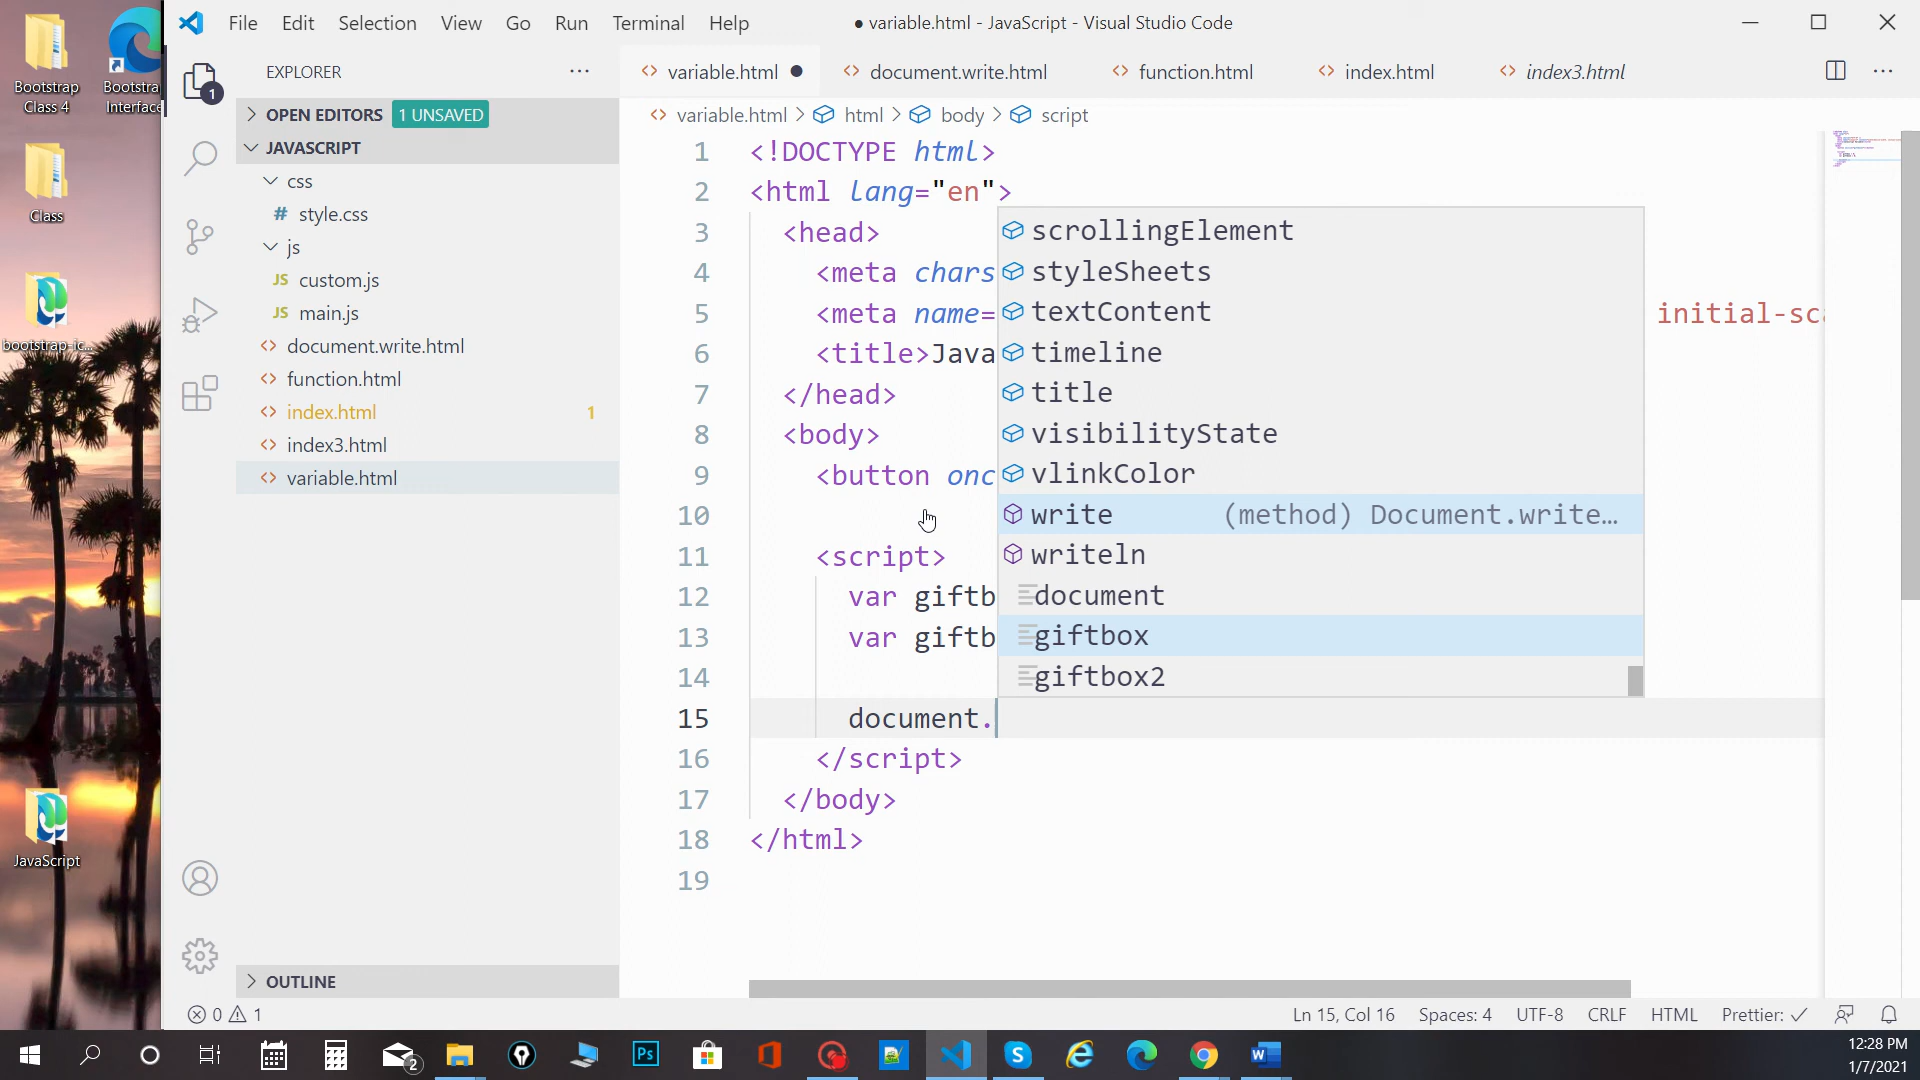 Bootstrap
Class 4
Bootstra
Interface
Class
bootstrap-ic...
JavaScript
File Edit Selection View Go Run Terminal Help
● variable.html - JavaScript - Visual Studio Code
1
EXPLORER
OPEN EDITORS 1 UNSAVED
JAVASCRIPT
css
# style.css
js
JS custom.js
JS main.js
document.write.html
function.html
index.html 1
index3.html
variable.html
OUTLINE
variable.html ● document.write.html function.html index.html index3.html ...
variable.html > html > body > script
1 <!DOCTYPE html>
2 <html lang="en">
3 <head>
4 <meta chars
5 <meta name= initial-sca
6 <title>Java
7 </head>
8 <body>
9 <button onc
10
11 <script>
12 var giftb
13 var giftb
14
15 document.
16 </script>
17 </body>
18 </html>
19
scrollingElement
styleSheets
textContent
timeline
title
visibilityState
vlinkColor
write (method) Document.write…
writeln
document
giftbox
giftbox2
0 1
Ln 15, Col 16 Spaces: 4 UTF-8 CRLF HTML Prettier: ✓
2
Ps
12:28 PM
1/7/2021